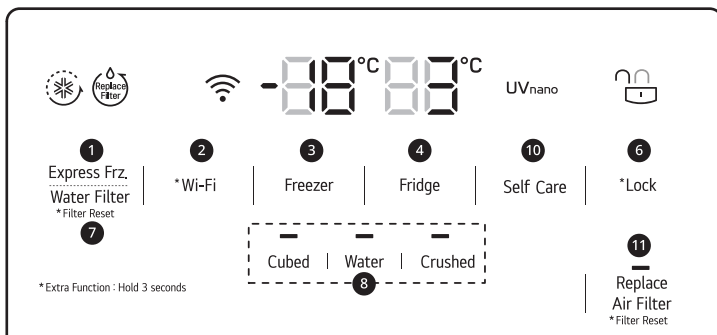 Replace
Filter
-18°C 3°C
UVnano
1 2 3 4 10 6
Express Frz.
Water Filter
*Filter Reset
7
*Wi-Fi
Freezer
Fridge
Self Care
*Lock
Cubed | Water | Crushed
8
*Extra Function : Hold 3 seconds
11
Replace
Air Filter
*Filter Reset